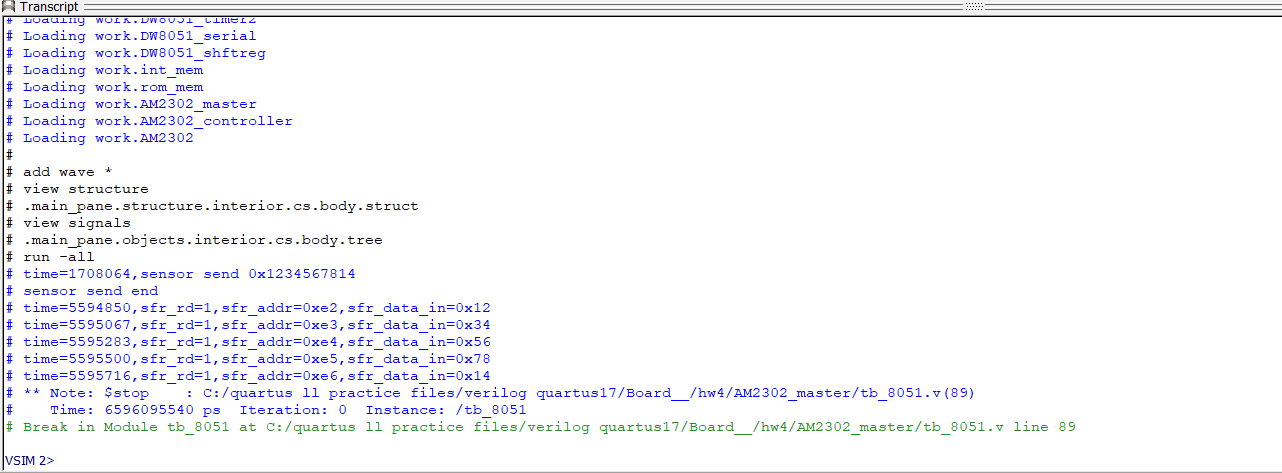 Transcript
# Loading work.DW8051_timer2
# Loading work.DW8051_serial
# Loading work.DW8051_shftreg
# Loading work.int_mem
# Loading work.rom_mem
# Loading work.AM2302_master
# Loading work.AM2302_controller
# Loading work.AM2302
#
# add wave *
# view structure
# .main_pane.structure.interior.cs.body.struct
# view signals
# .main_pane.objects.interior.cs.body.tree
# run -all
# time=1708064,sensor send 0x1234567814
# sensor send end
# time=5594850,sfr_rd=1,sfr_addr=0xe2,sfr_data_in=0x12
# time=5595067,sfr_rd=1,sfr_addr=0xe3,sfr_data_in=0x34
# time=5595283,sfr_rd=1,sfr_addr=0xe4,sfr_data_in=0x56
# time=5595500,sfr_rd=1,sfr_addr=0xe5,sfr_data_in=0x78
# time=5595716,sfr_rd=1,sfr_addr=0xe6,sfr_data_in=0x14
# ** Note: $stop    : C:/quartus ll practice files/verilog quartus17/Board__/hw4/AM2302_master/tb_8051.v(89)
#    Time: 6596095540 ps  Iteration: 0  Instance: /tb_8051
# Break in Module tb_8051 at C:/quartus ll practice files/verilog quartus17/Board__/hw4/AM2302_master/tb_8051.v line 89
VSIM 2>